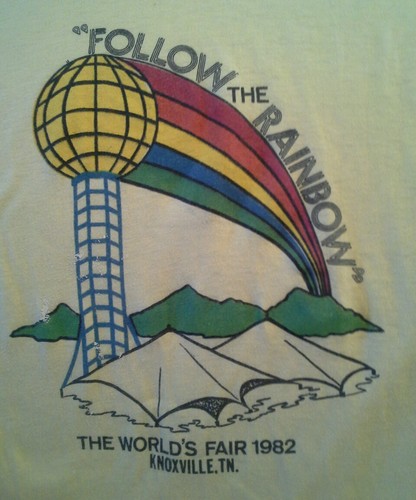 "FOLLOW THE RAINBOW"
THE WORLD'S FAIR 1982
KNOXVILLE, TN.